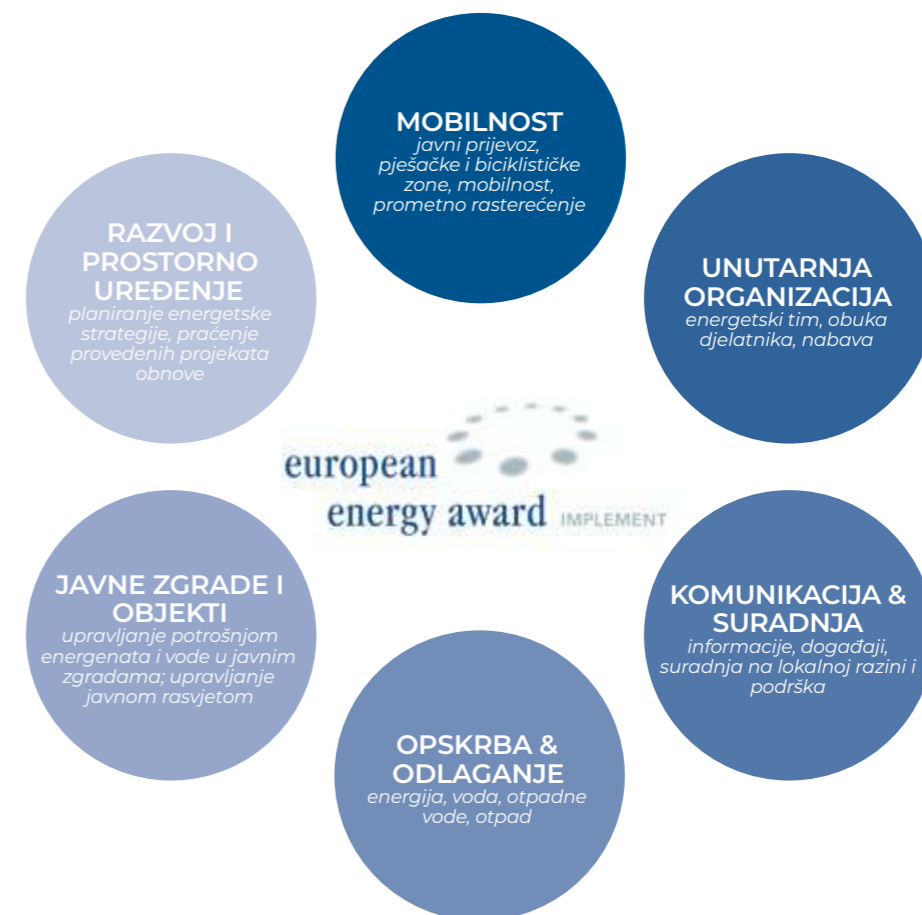 MOBILNOST
javni prijevoz,
pješačke i biciklističke
zone, mobilnost,
prometno rasterećenje
UNUTARNJA
ORGANIZACIJA
energetski tim, obuka
djelatnika, nabava
KOMUNIKACIJA &
SURADNJA
informacije, događaji,
suradnja na lokalnoj razini i
podrška
OPSKRBA &
ODLAGANJE
energija, voda, otpadne
vode, otpad
JAVNE ZGRADE I
OBJEKTI
upravljanje potrošnjom
energenata i vode u javnim
zgradama; upravljanje
javnom rasvjetom
RAZVOJ I
PROSTORNO
UREĐENJE
planiranje energetske
strategije, praćenje
provedenih projekata
obnove
european
energy award IMPLEMENT